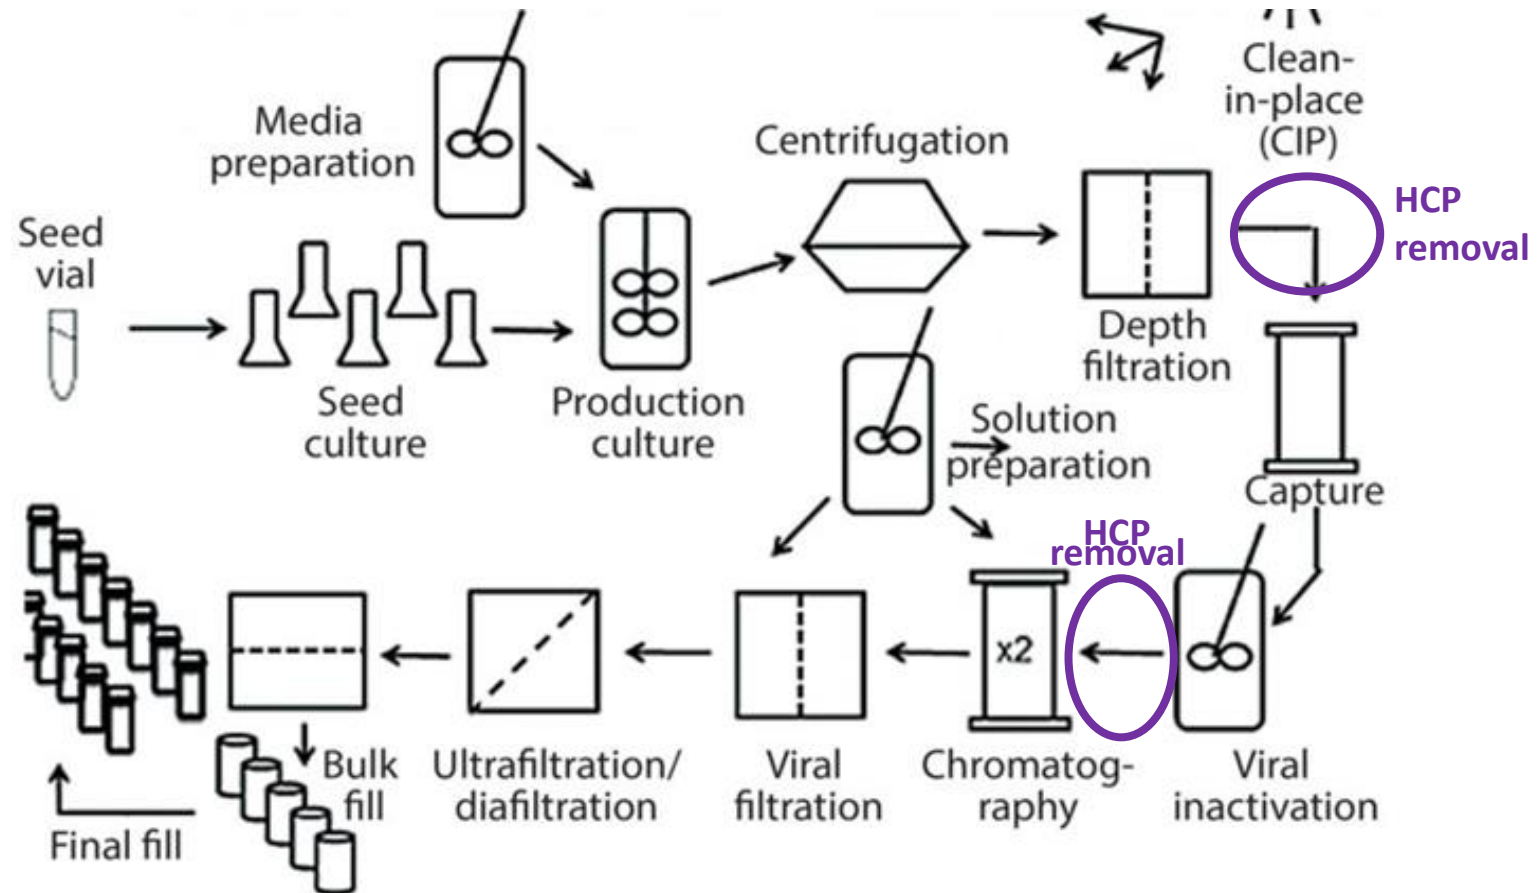 Media
preparation
Centrifugation
Clean-
in-place
(CIP)
HCP
removal
Seed
vial
Depth
filtration
Seed
culture
Production
culture
Solution
preparation
Capture
HCP
removal
x2
Bulk
fill
Ultrafiltration/
diafiltration
Viral
filtration
Chromatog-
raphy
Viral
inactivation
Final fill